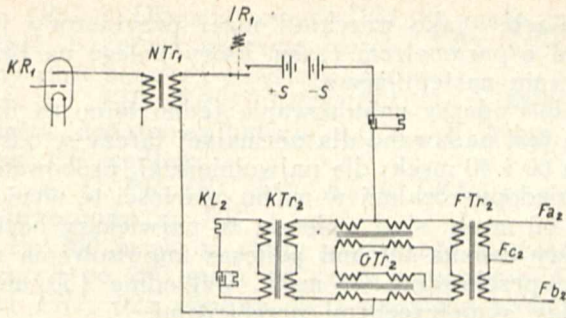 IR₁
NTr₁
KR₁
+S −S
KL₂ KTr₂ FTr₂
Fa₂
GTr₂
Fc₂
Fb₂